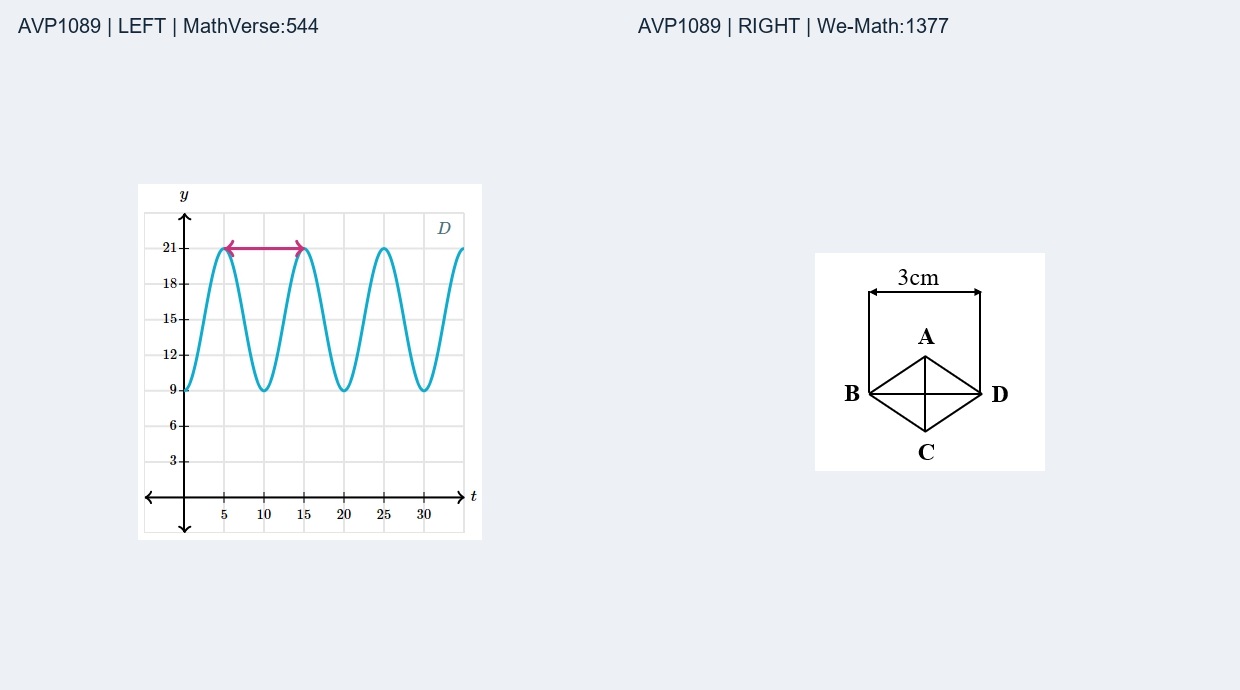 AVP1089 | LEFT | MathVerse:544
AVP1089 | RIGHT | We-Math:1377
y
D
21
18
15
12
9
6
3
t
5 10 15 20 25 30
3cm
A
B D
C